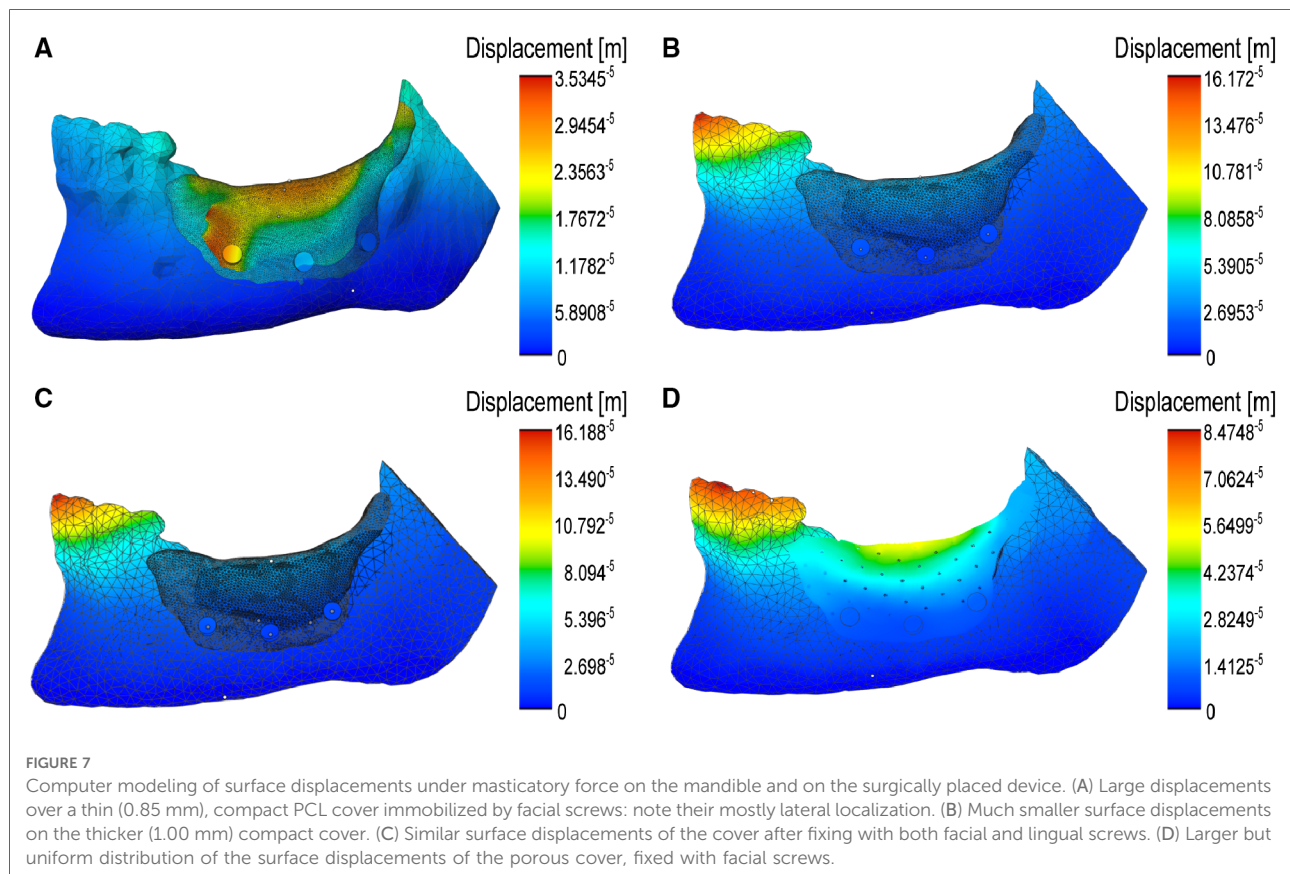 A
Displacement [m]
3.5345⁻⁵
2.9454⁻⁵
2.3563⁻⁵
1.7672⁻⁵
1.1782⁻⁵
5.8908⁻⁵
0
B
Displacement [m]
16.172⁻⁵
13.476⁻⁵
10.781⁻⁵
8.0858⁻⁵
5.3905⁻⁵
2.6953⁻⁵
0
C
Displacement [m]
16.188⁻⁵
13.490⁻⁵
10.792⁻⁵
8.094⁻⁵
5.396⁻⁵
2.698⁻⁵
0
D
Displacement [m]
8.4748⁻⁵
7.0624⁻⁵
5.6499⁻⁵
4.2374⁻⁵
2.8249⁻⁵
1.4125⁻⁵
0
FIGURE 7
Computer modeling of surface displacements under masticatory force on the mandible and on the surgically placed device. (A) Large displacements
over a thin (0.85 mm), compact PCL cover immobilized by facial screws: note their mostly lateral localization. (B) Much smaller surface displacements
on the thicker (1.00 mm) compact cover. (C) Similar surface displacements of the cover after fixing with both facial and lingual screws. (D) Larger but
uniform distribution of the surface displacements of the porous cover, fixed with facial screws.